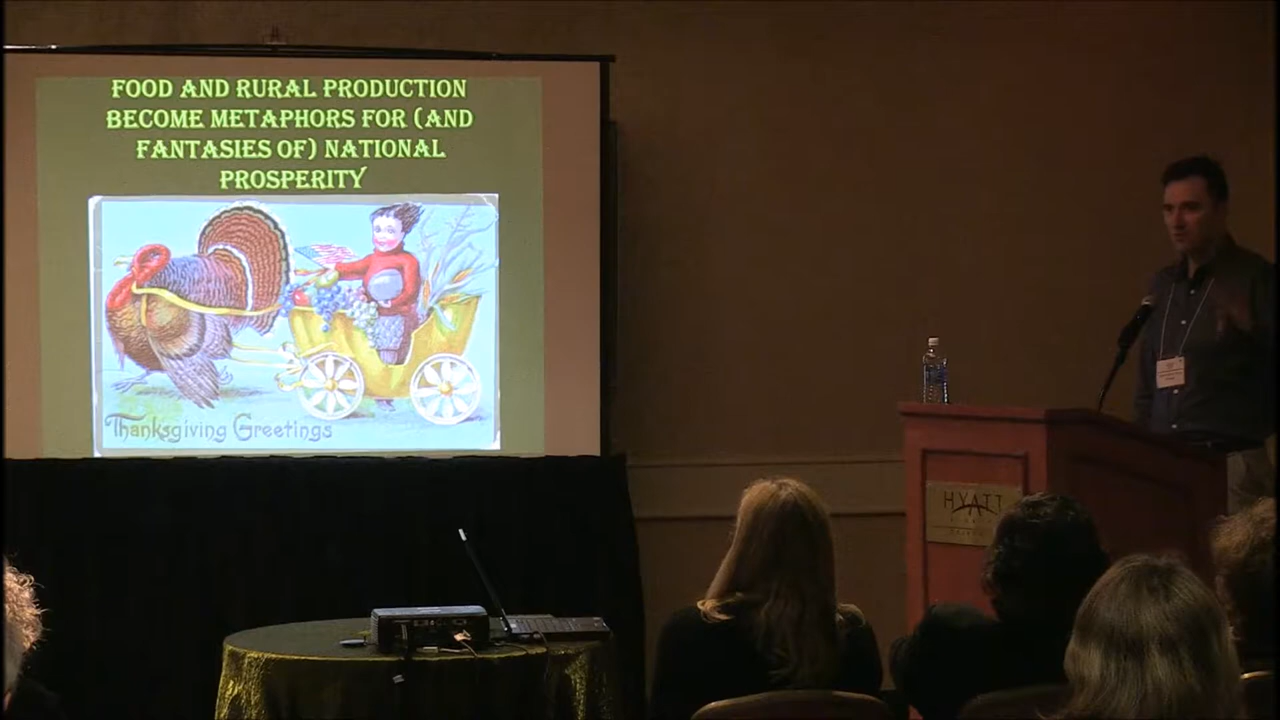 FOOD AND RURAL PRODUCTION
BECOME METAPHORS FOR (AND
FANTASIES OF) NATIONAL
PROSPERITY
Thanksgiving Greetings
HYATT